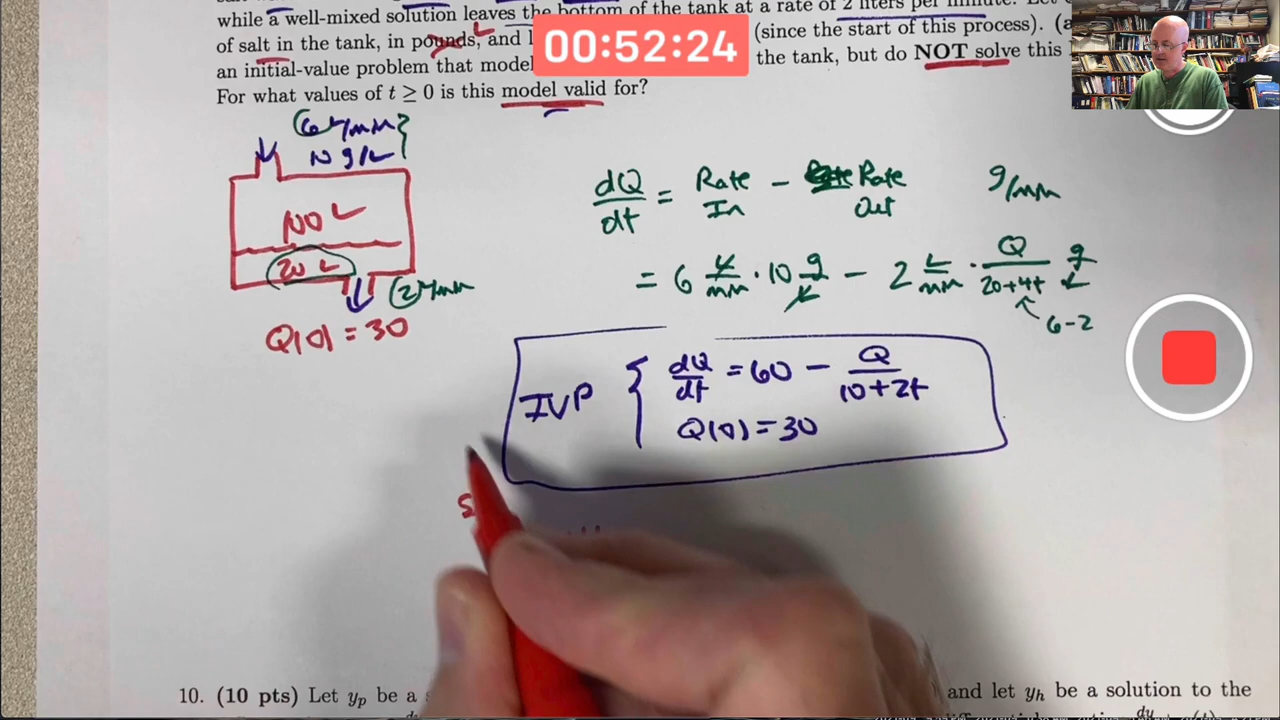 while a well-mixed solution leaves the bottom of the tank at a rate of 2 liters per minute. Let
of salt in the tank, in pounds, and (since the start of this process). (a
L
00:52:24
an initial-value problem that model the tank, but do NOT solve this
For what values of t ≥ 0 is this model valid for?
6 L/min
10 g/L
100 L
20 L
2 L/min
Q(0) = 30
dQ/dt = Rate In - Rate Out g/min
= 6 L/min · 10 g/L - 2 L/min · Q/20+4t g/L
6-2
IVP { dQ/dt = 60 - Q/10+2t
Q(0) = 30
S
10. (10 pts) Let yp be a s and let yh be a solution to the